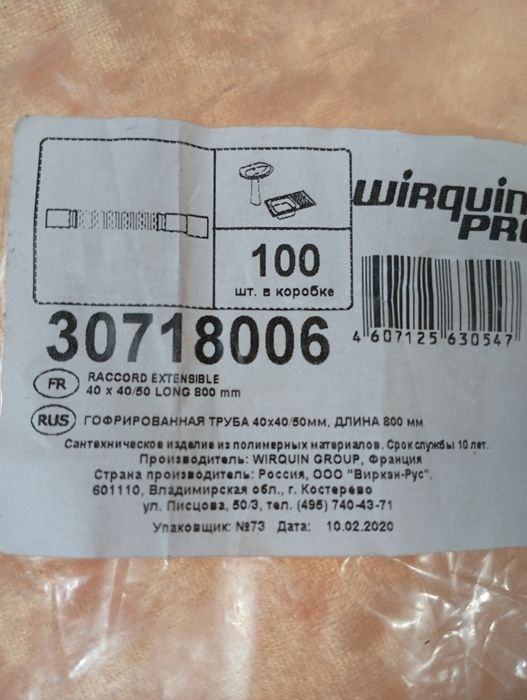 wirquin
PRO
100
шт. в коробке
30718006
4 607125 630547
FR RACCORD EXTENSIBLE
40 x 40/50 LONG 800 mm
RUS ГОФРИРОВАННАЯ ТРУБА 40х40/50ММ, ДЛИНА 800 ММ
Сантехническое изделие из полимерных материалов. Срок службы 10 лет.
Производитель: WIRQUIN GROUP, Франция
Страна производитель: Россия, ООО "Виркэн-Рус".
601110, Владимирская обл., г. Костерево
ул. Писцова, 50/3, тел. (495) 740-43-71
Упаковщик: №73 Дата: 10.02.2020